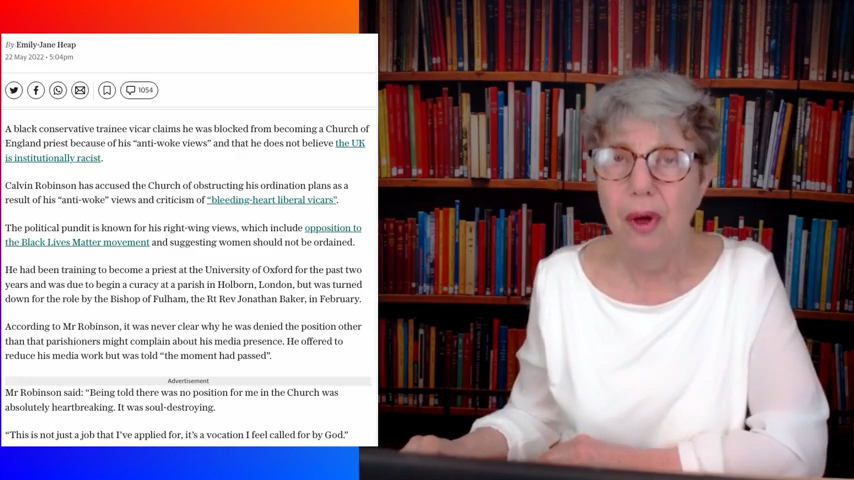 By Emily-Jane Heap
22 May 2022 • 5:04pm
1054
A black conservative trainee vicar claims he was blocked from becoming a Church of
England priest because of his “anti-woke views” and that he does not believe the UK
is institutionally racist.
Calvin Robinson has accused the Church of obstructing his ordination plans as a
result of his “anti-woke” views and criticism of “bleeding-heart liberal vicars”.
The political pundit is known for his right-wing views, which include opposition to
the Black Lives Matter movement and suggesting women should not be ordained.
He had been training to become a priest at the University of Oxford for the past two
years and was due to begin a curacy at a parish in Holborn, London, but was turned
down for the role by the Bishop of Fulham, the Rt Rev Jonathan Baker, in February.
According to Mr Robinson, it was never clear why he was denied the position other
than that parishioners might complain about his media presence. He offered to
reduce his media work but was told “the moment had passed”.
Advertisement
Mr Robinson said: “Being told there was no position for me in the Church was
absolutely heartbreaking. It was soul-destroying.
“This is not just a job that I’ve applied for, it’s a vocation I feel called for by God.”